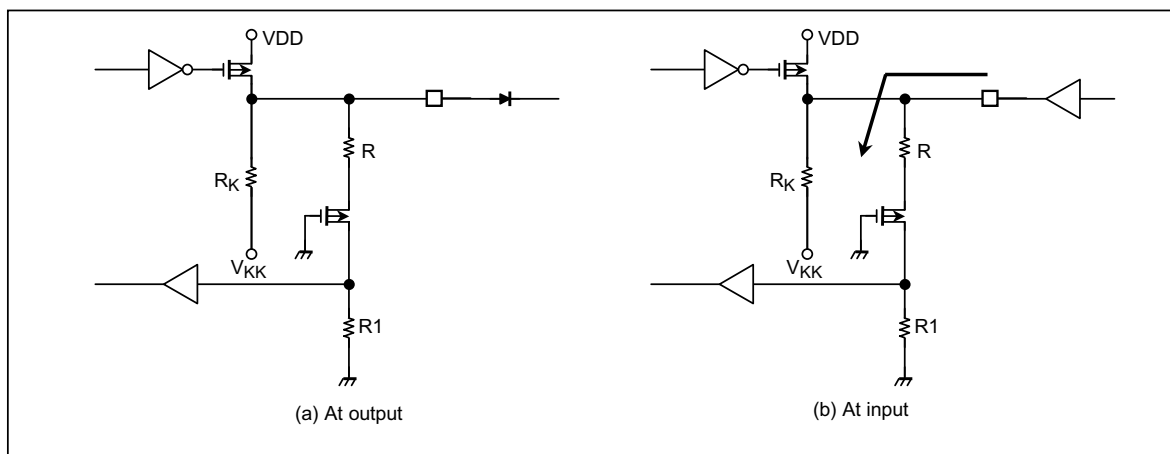 VDD
R
RK
VKK
R1
(a) At output
VDD
R
RK
VKK
R1
(b) At input